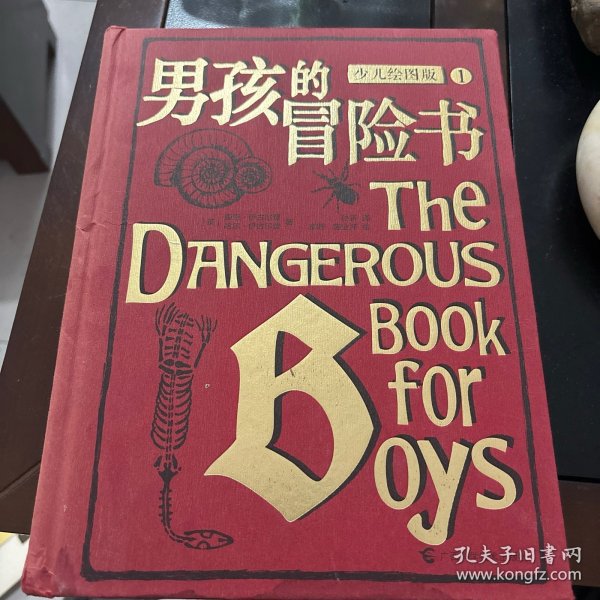 男孩的冒险书
少儿绘图版 1
The
DANGEROUS
BOOK
for
Boys
孔夫子旧书网
www.kongfz.com